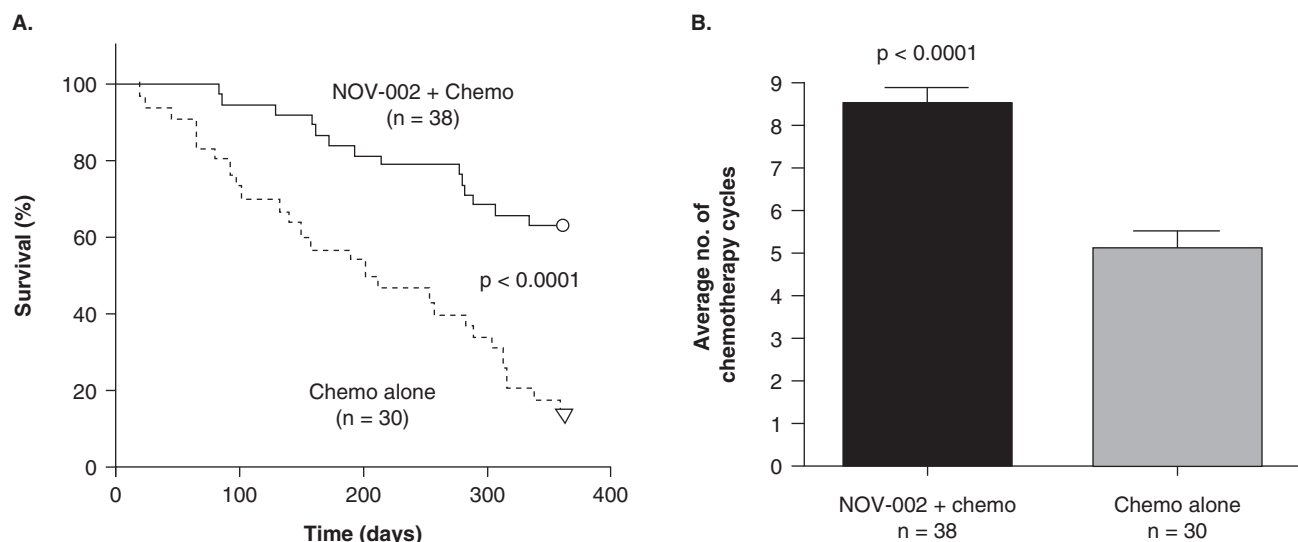 A.
Survival (%)
100
80
60
40
20
0
0
100
200
300
400
Time (days)
NOV-002 + Chemo
(n = 38)
p < 0.0001
Chemo alone
(n = 30)
B.
p < 0.0001
Average no. of
chemotherapy cycles
9
8
7
6
5
4
3
2
1
0
NOV-002 + chemo
n = 38
Chemo alone
n = 30